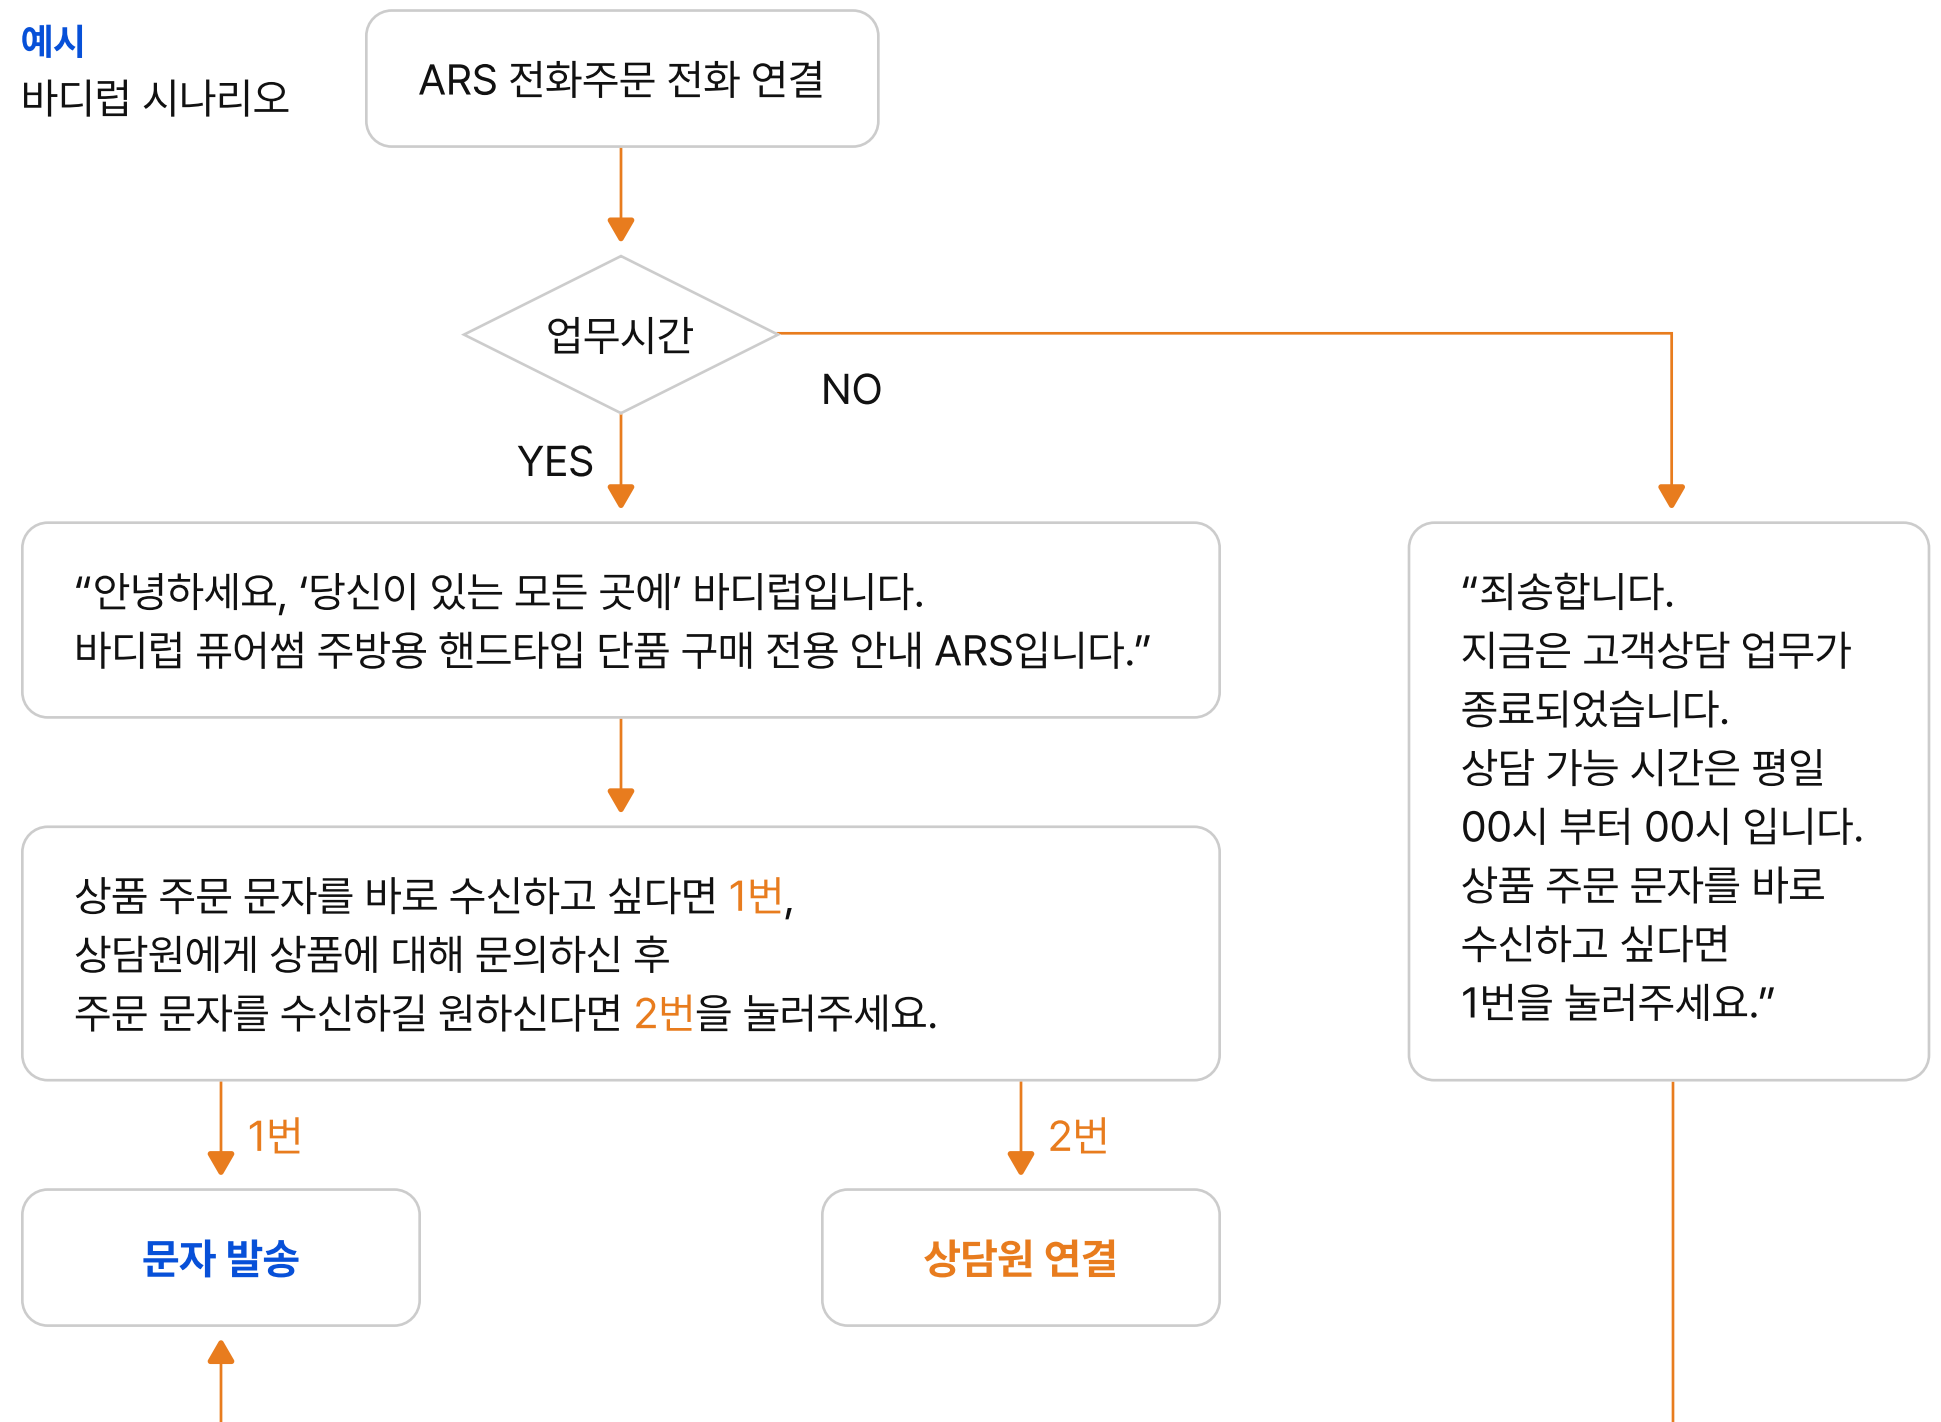 예시
바디럽 시나리오
ARS 전화주문 전화 연결
업무시간
NO
YES
“안녕하세요, ‘당신이 있는 모든 곳에’ 바디럽입니다.
바디럽 퓨어썸 주방용 핸드타입 단품 구매 전용 안내 ARS입니다.”
“죄송합니다.
지금은 고객상담 업무가
종료되었습니다.
상담 가능 시간은 평일
00시 부터 00시 입니다.
상품 주문 문자를 바로
수신하고 싶다면
1번을 눌러주세요.”
상품 주문 문자를 바로 수신하고 싶다면 1번,
상담원에게 상품에 대해 문의하신 후
주문 문자를 수신하길 원하신다면 2번을 눌러주세요.
1번
2번
문자 발송
상담원 연결